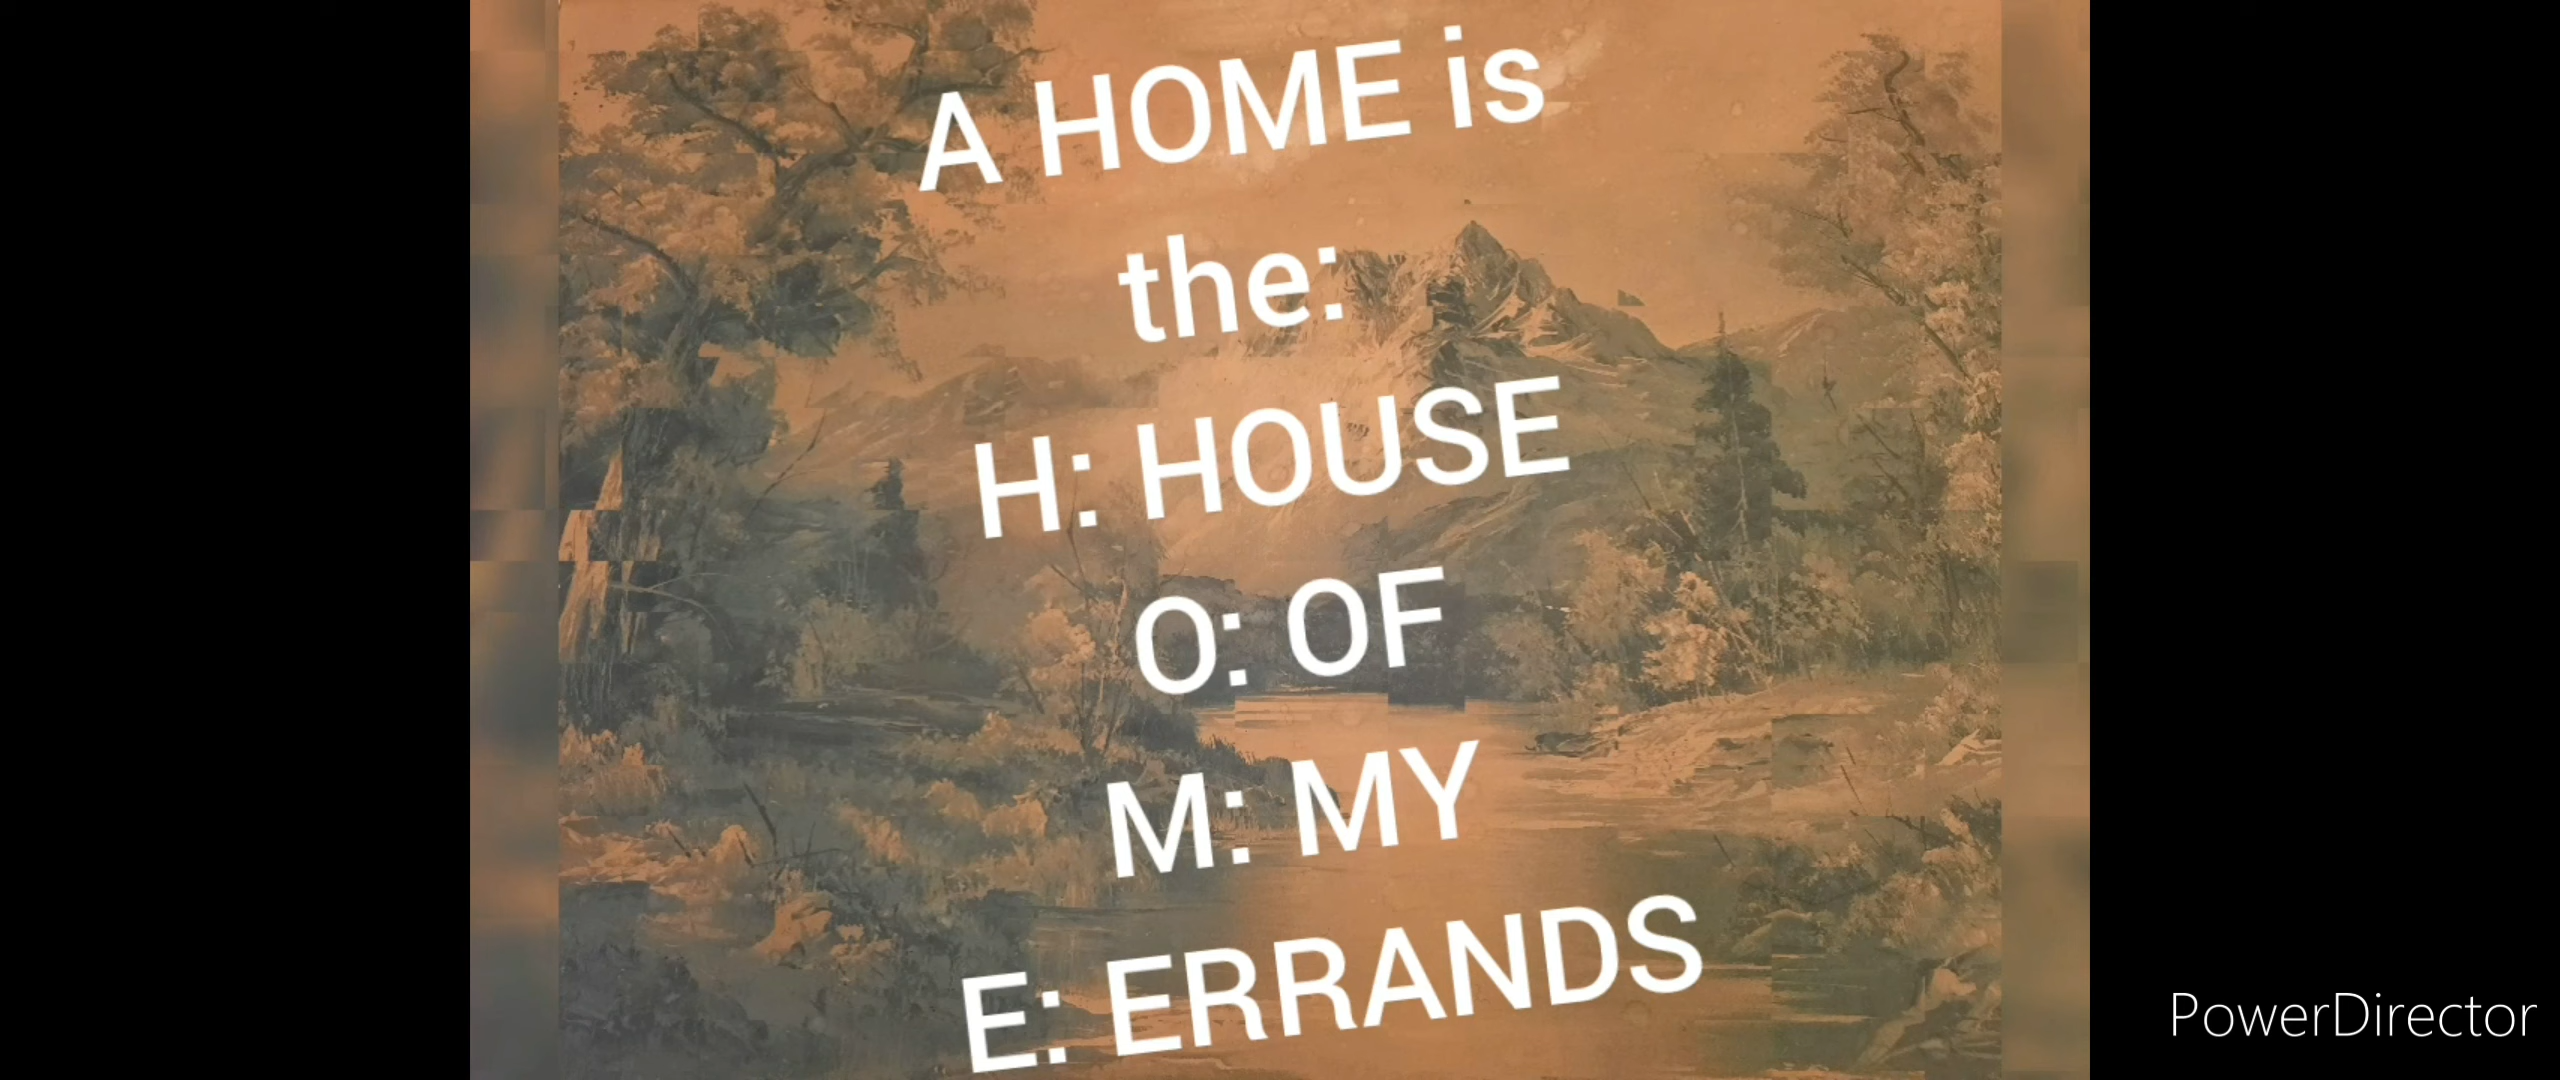 A HOME is
the:
H: HOUSE
O: OF
M: MY
E: ERRANDS
PowerDirector